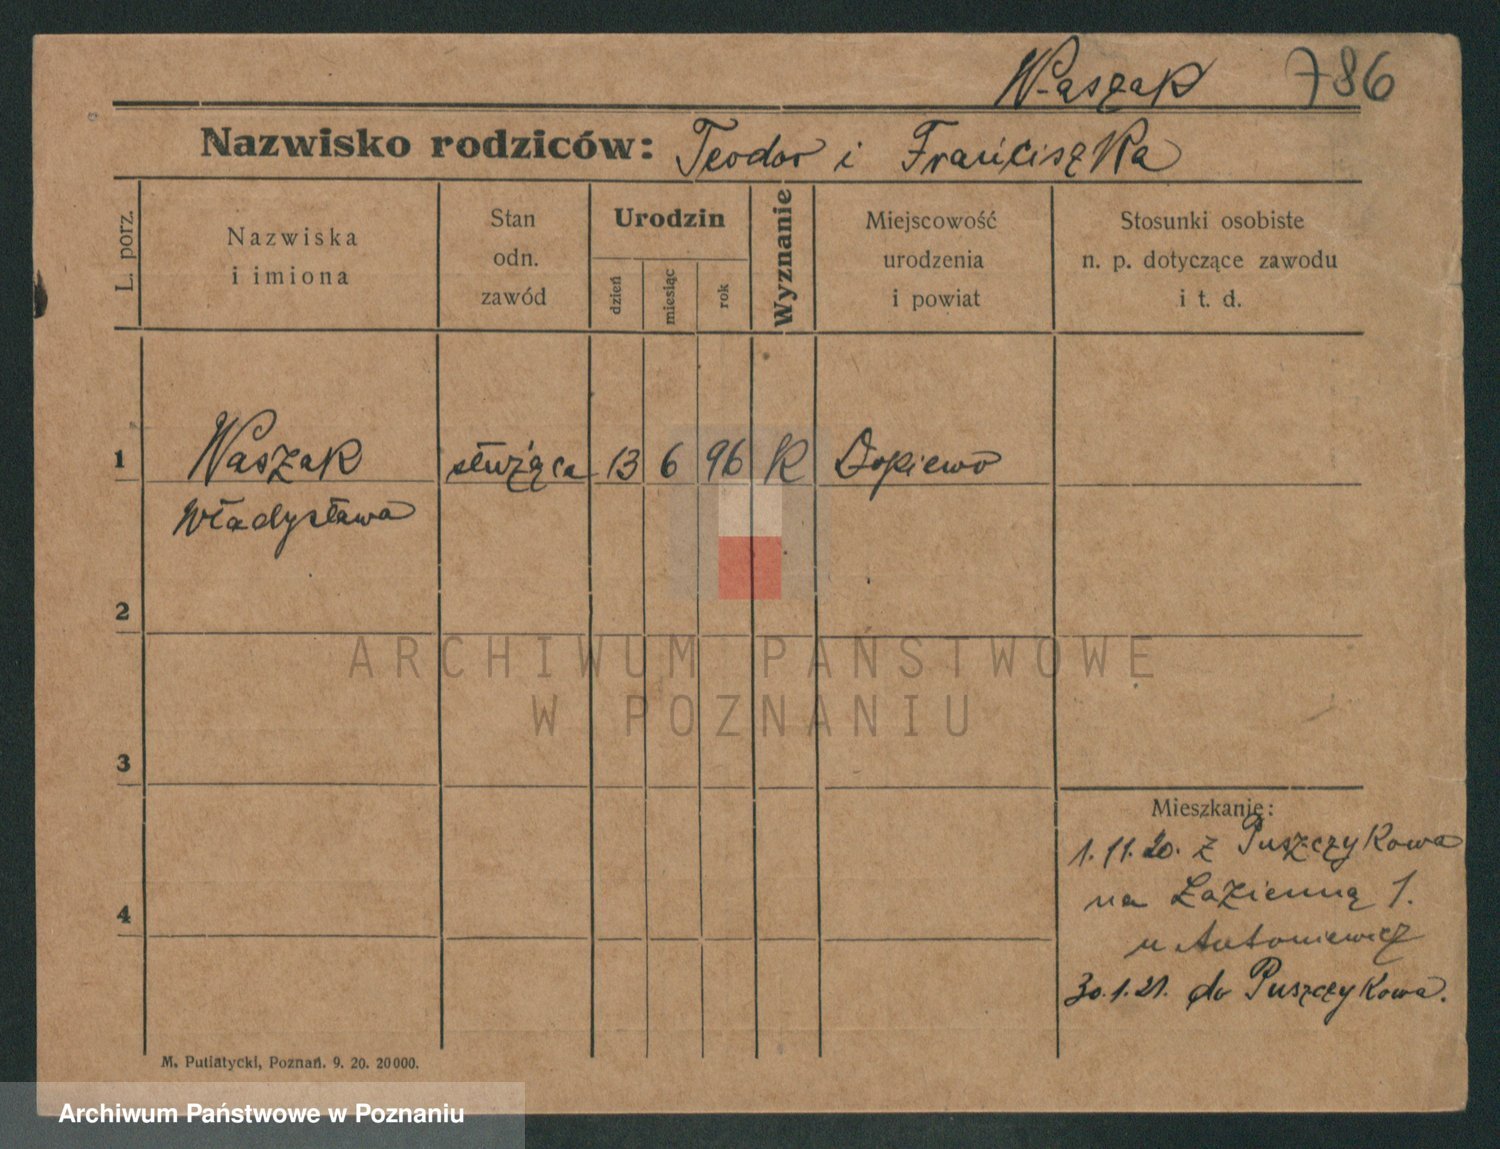 Waszak 786
Nazwisko rodziców: Teodor i Franciszka
L. porz.
Nazwiska
i imiona
Stan
odn.
zawód
Urodzin
dzień
miesiąc
rok
Wyznanie
Miejscowość
urodzenia
i powiat
Stosunki osobiste
n. p. dotyczące zawodu
i t. d.
1 Waszak służąca 13 6 96 K Dopiewo
Władysława
2
ARCHIWUM PAŃSTWOWE
W POZNANIU
3
Mieszkanie:
1.11.20. z Puszczykowa
na Łazienną 1.
4
u Antoniewicz
30.1.21. do Puszczykowa.
M. Putiatycki, Poznań. 9. 20. 20000.
Archiwum Państwowe w Poznaniu